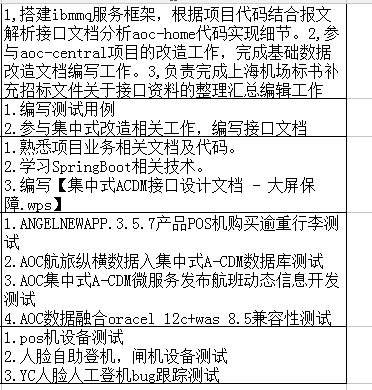 1,搭建ibmmq服务框架，根据项目代码结合报文
解析接口文档分析aoc-home代码实现细节。2,参
与aoc-central项目的改造工作，完成基础数据
改造文档编写工作。3,负责完成上海机场标书补
充招标文件关于接口资料的整理汇总编辑工作
1.编写测试用例
2.参与集中式改造相关工作，编写接口文档
1.熟悉项目业务相关文档及代码。
2.学习SpringBoot相关技术。
3.编写【集中式ACDM接口设计文档 - 大屏保
障.wps】
1.ANGELNEWAPP.3.5.7产品POS机购买逾重行李测
试
2.AOC航旅纵横数据入集中式A-CDM数据库测试
3.AOC集中式A-CDM微服务发布航班动态信息开发
测试
4.AOC数据融合oracel 12c+was 8.5兼容性测试
1.pos机设备测试
2.人脸自助登机，闸机设备测试
3.YC人脸人工登机bug跟踪测试